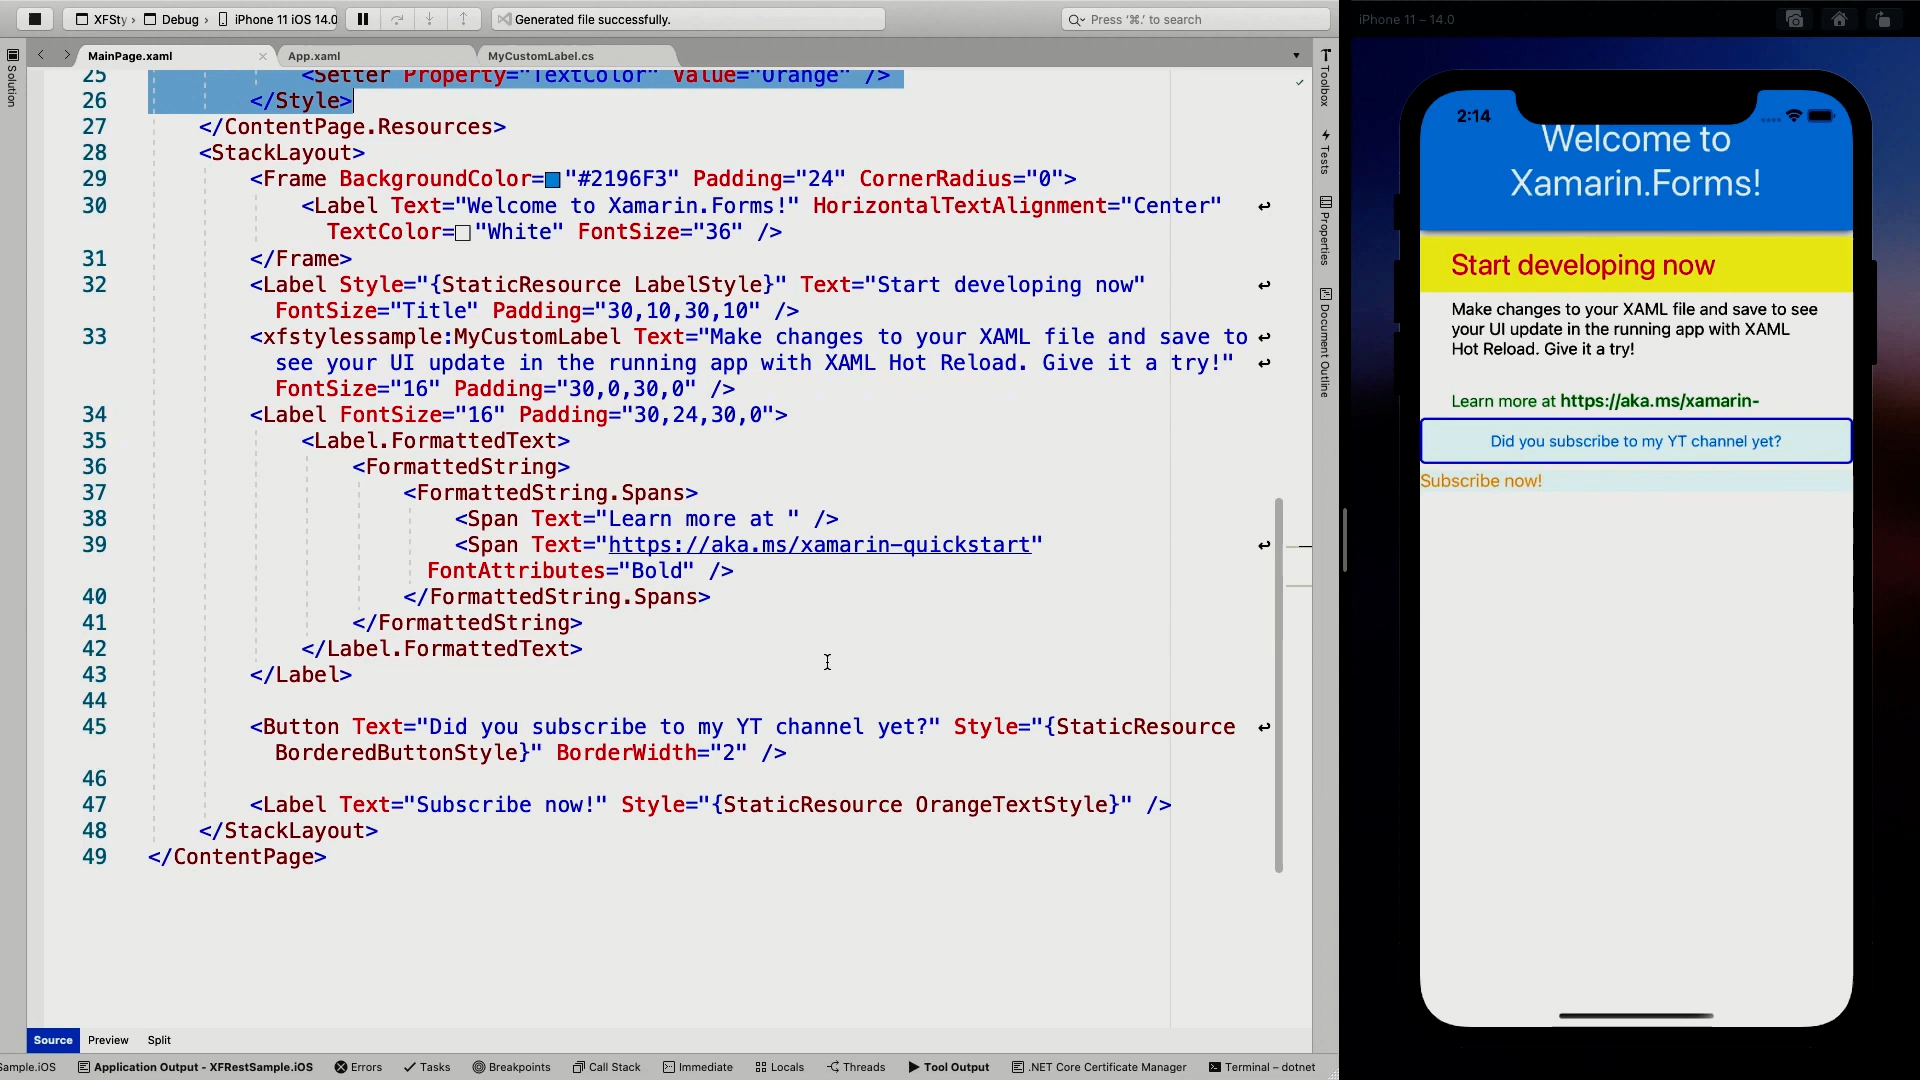 XFSty › Debug › iPhone 11 iOS 14.0
Generated file successfully.
Press '⌘.' to search
MainPage.xaml
App.xaml
MyCustomLabel.cs
Solution
25 <Setter Property="TextColor" Value="Orange" />
26 </Style>
27 </ContentPage.Resources>
28 <StackLayout>
29 <Frame BackgroundColor="#2196F3" Padding="24" CornerRadius="0">
30 <Label Text="Welcome to Xamarin.Forms!" HorizontalTextAlignment="Center"
TextColor="White" FontSize="36" />
31 </Frame>
32 <Label Style="{StaticResource LabelStyle}" Text="Start developing now"
FontSize="Title" Padding="30,10,30,10" />
33 <xfstylessample:MyCustomLabel Text="Make changes to your XAML file and save to
see your UI update in the running app with XAML Hot Reload. Give it a try!"
FontSize="16" Padding="30,0,30,0" />
34 <Label FontSize="16" Padding="30,24,30,0">
35 <Label.FormattedText>
36 <FormattedString>
37 <FormattedString.Spans>
38 <Span Text="Learn more at " />
39 <Span Text="https://aka.ms/xamarin-quickstart"
FontAttributes="Bold" />
40 </FormattedString.Spans>
41 </FormattedString>
42 </Label.FormattedText>
43 </Label>
44
45 <Button Text="Did you subscribe to my YT channel yet?" Style="{StaticResource
BorderedButtonStyle}" BorderWidth="2" />
46
47 <Label Text="Subscribe now!" Style="{StaticResource OrangeTextStyle}" />
48 </StackLayout>
49 </ContentPage>
Toolbox
Tests
Properties
Document Outline
Source Preview Split
Sample.iOS Application Output - XFRestSample.iOS Errors Tasks Breakpoints Call Stack Immediate Locals Threads Tool Output .NET Core Certificate Manager Terminal – dotnet
iPhone 11 – 14.0
2:14
Welcome to
Xamarin.Forms!
Start developing now
Make changes to your XAML file and save to see
your UI update in the running app with XAML
Hot Reload. Give it a try!
Learn more at https://aka.ms/xamarin-
Did you subscribe to my YT channel yet?
Subscribe now!